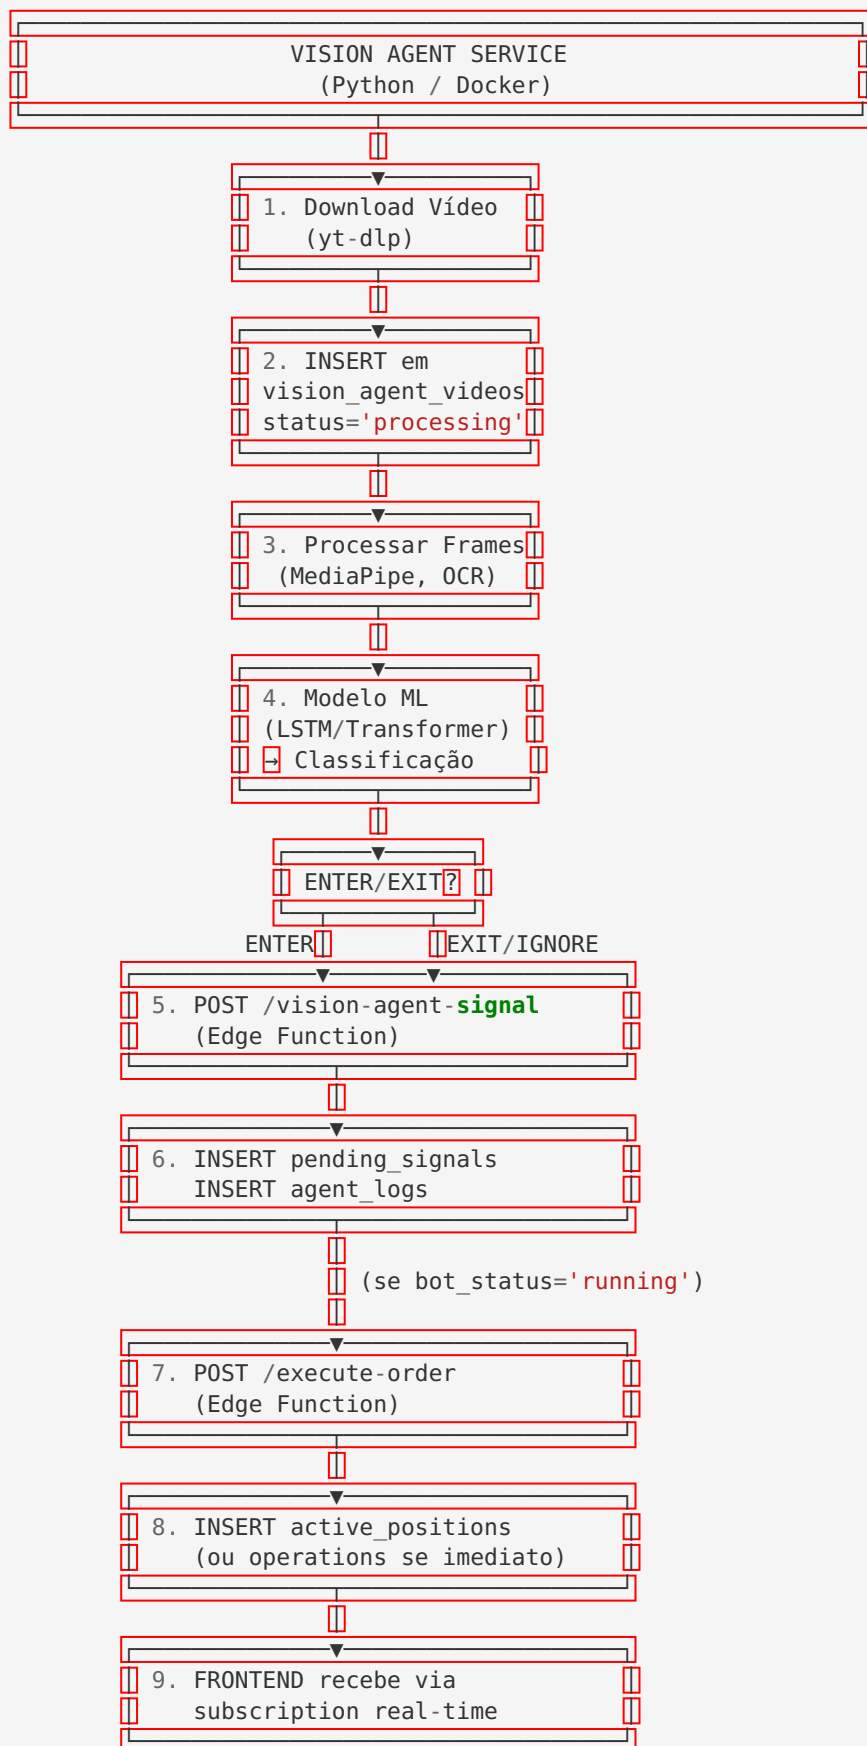 VISION AGENT SERVICE
(Python / Docker)
1. Download Vídeo
(yt-dlp)
2. INSERT em
vision_agent_videos
status='processing'
3. Processar Frames
(MediaPipe, OCR)
4. Modelo ML
(LSTM/Transformer)
→ Classificação
ENTER/EXIT?
ENTER EXIT/IGNORE
5. POST /vision-agent-signal
(Edge Function)
6. INSERT pending_signals
INSERT agent_logs
(se bot_status='running')
7. POST /execute-order
(Edge Function)
8. INSERT active_positions
(ou operations se imediato)
9. FRONTEND recebe via
subscription real-time